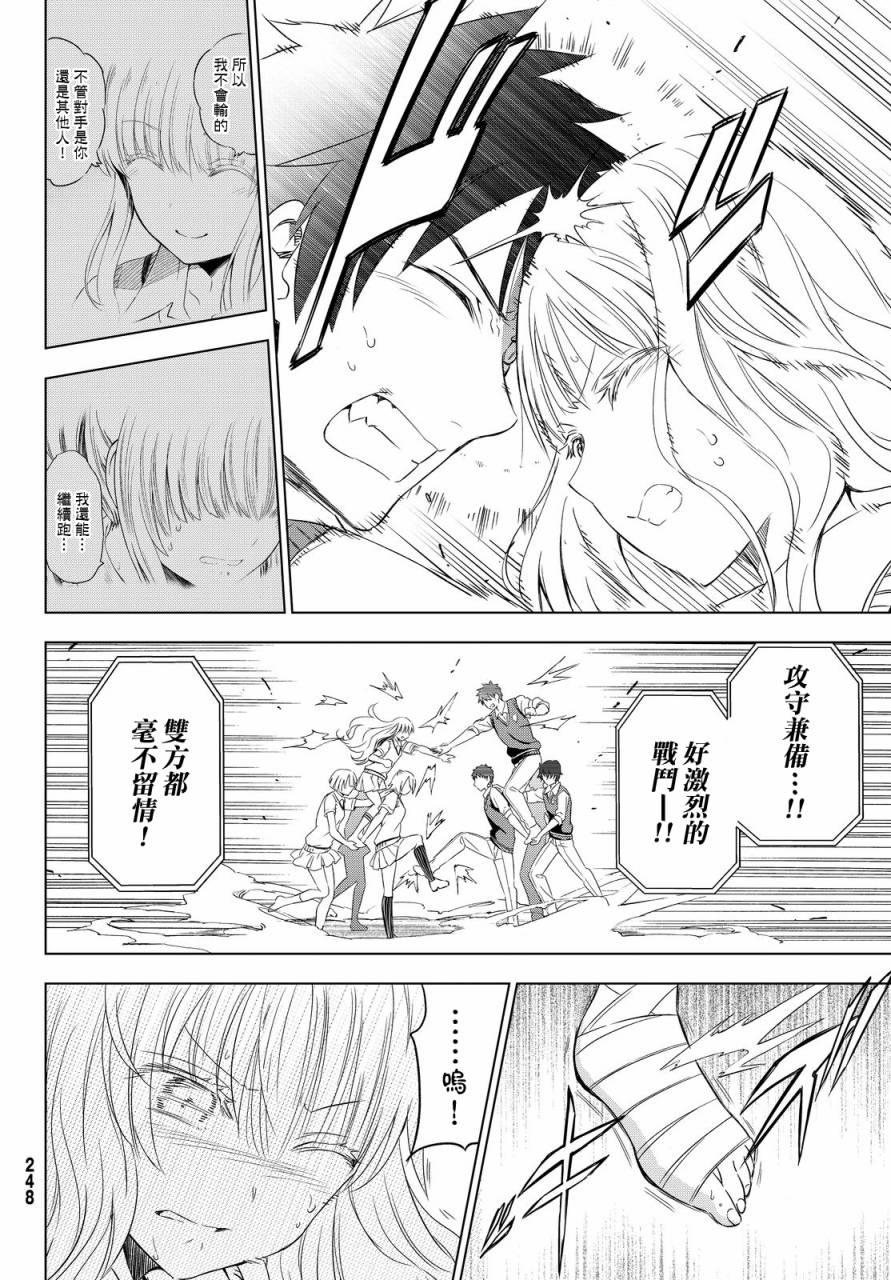 所以
我不會輸的
不管對手是你
還是其他人！
我還能…
繼續跑…
攻守兼備…!!
好激烈的
戰鬥—!!
雙方都
毫不留情！
……嗚！
248